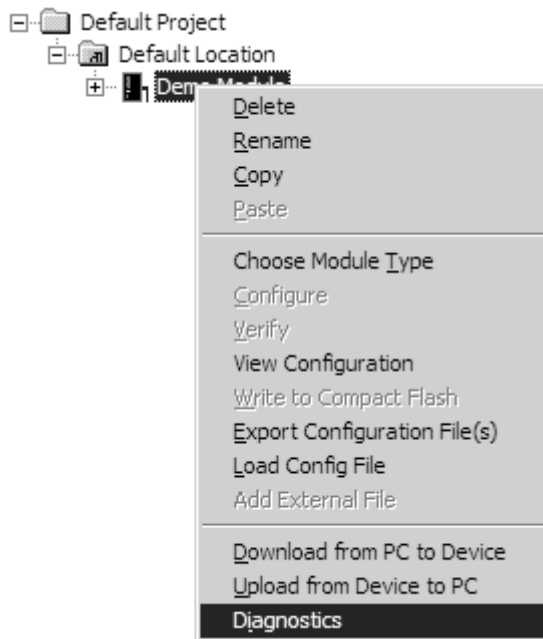 Default Project
Default Location
Demo Module
Delete
Rename
Copy
Paste
Choose Module Type
Configure
Verify
View Configuration
Write to Compact Flash
Export Configuration File(s)
Load Config File
Add External File
Download from PC to Device
Upload from Device to PC
Diagnostics